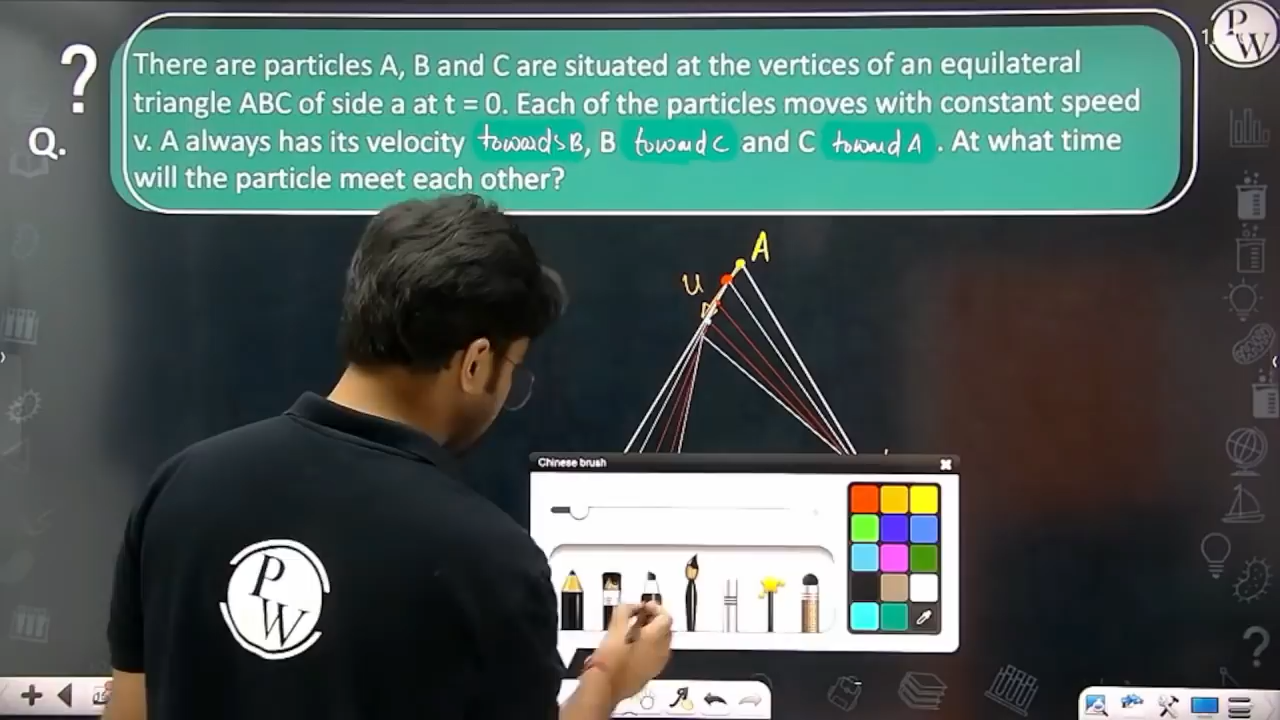 There are particles A, B and C are situated at the vertices of an equilateral
triangle ABC of side a at t = 0. Each of the particles moves with constant speed
Q. v. A always has its velocity towards B, B toward C and C toward A. At what time
will the particle meet each other?
A
u
Chinese brush
P
W
P
W